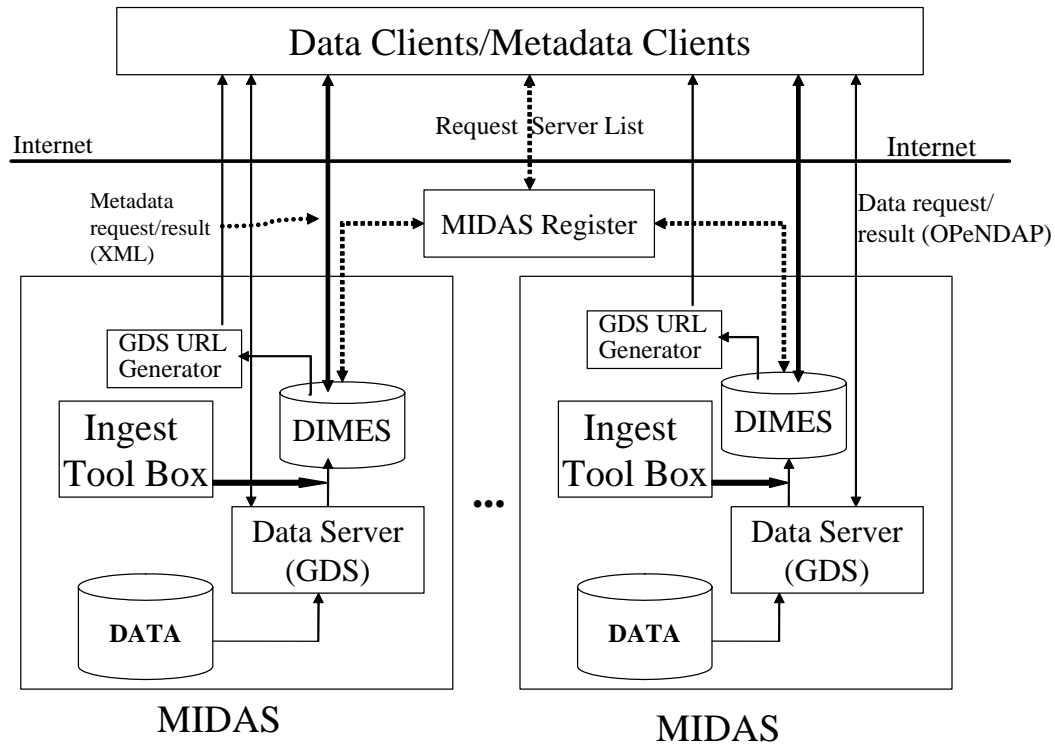 Data Clients/Metadata Clients
Request Server List
Internet
Internet
Metadada
request/result
(XML)
MIDAS Register
Data request/
result (OPeNDAP)
GDS URL
Generator
DIMES
Ingest
Tool Box
Data Server
(GDS)
DATA
MIDAS
...
GDS URL
Generator
DIMES
Ingest
Tool Box
Data Server
(GDS)
DATA
MIDAS